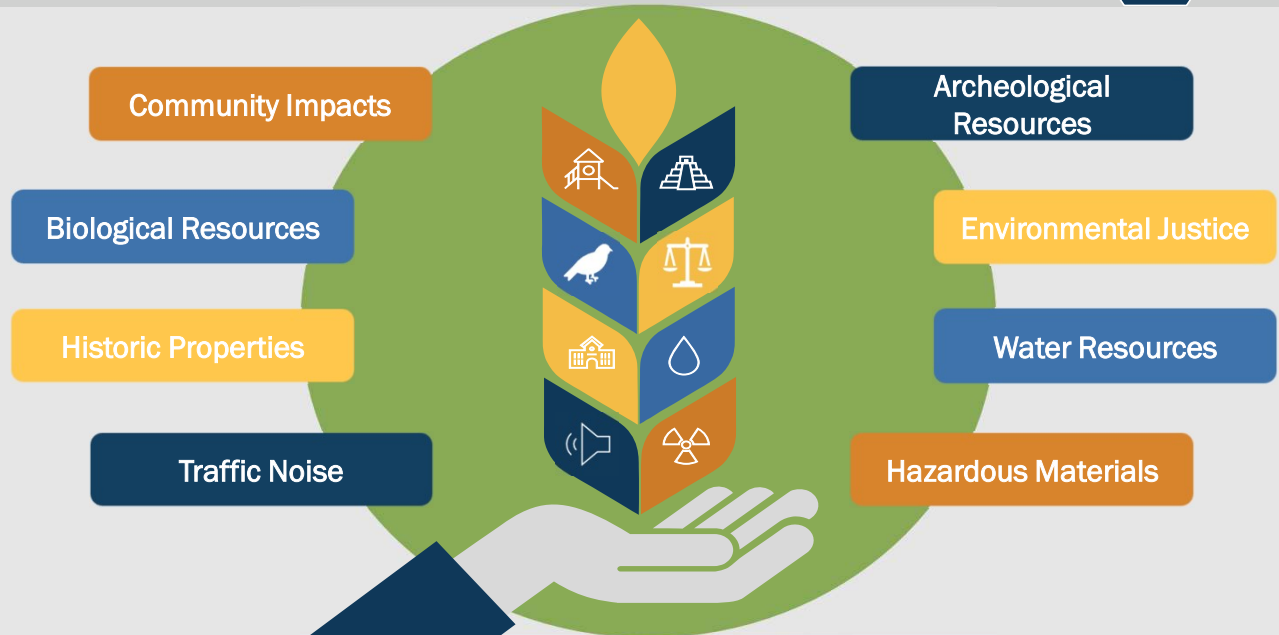 Community Impacts
Archeological
Resources
Biological Resources
Environmental Justice
Historic Properties
Water Resources
Traffic Noise
Hazardous Materials